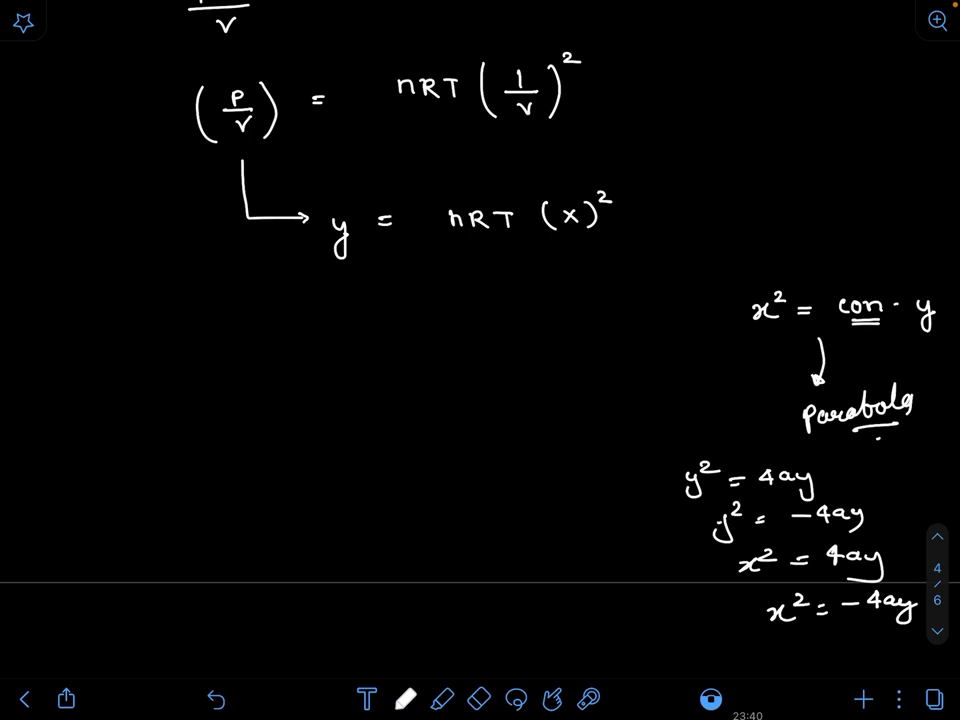 v
(P/v) = nRT (1/v)²
y = nRT (x)²
x² = con · y
Parabola
y² = 4ay
y² = -4ay
x² = 4ay
x² = -4ay
4
/
6
T
23:40